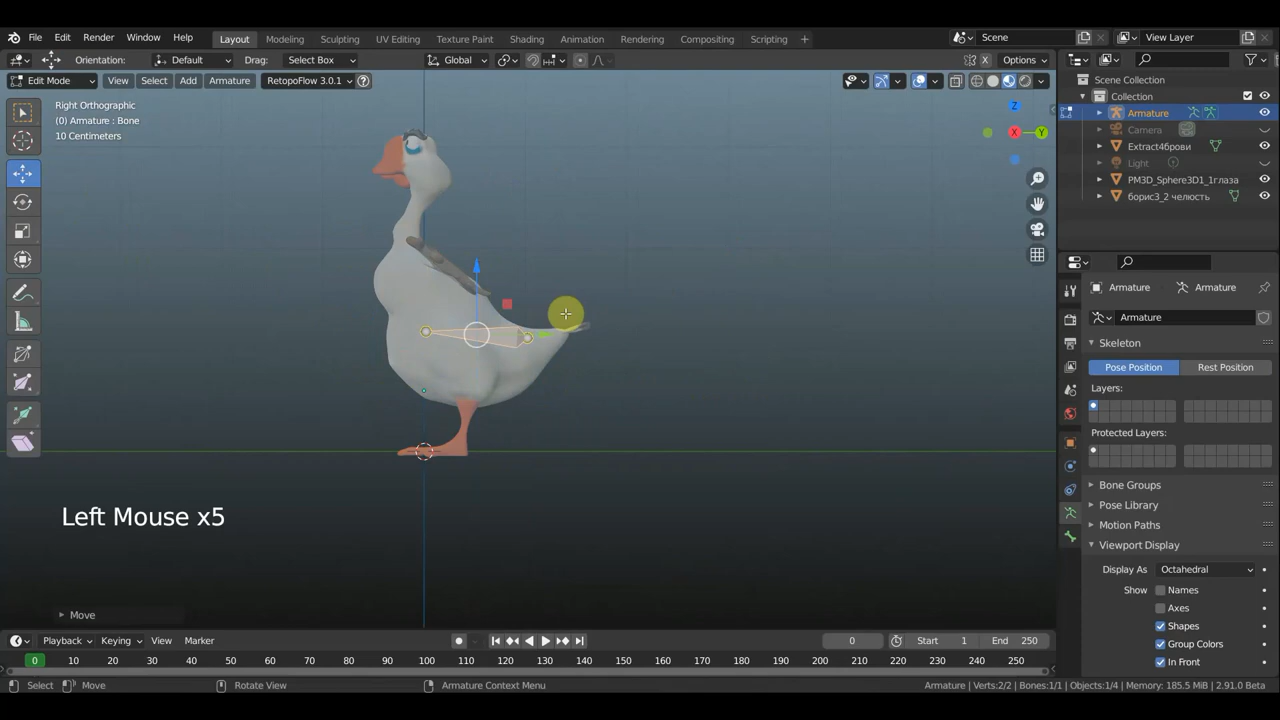 File Edit Render Window Help Layout Modeling Sculpting UV Editing Texture Paint Shading Animation Rendering Compositing Scripting + Scene View Layer
Orientation: Default Drag: Select Box Global Options
Edit Mode View Select Add Armature RetopoFlow 3.0.1
Right Orthographic
(0) Armature : Bone
10 Centimeters
Z
X
Y
Left Mouse x5
Move
Scene Collection
Collection
Armature
Camera
Extract4брови
Light
PM3D_Sphere3D1_1глаза
борис3_2 челюсть
Armature Armature
Armature
Skeleton
Pose Position Rest Position
Layers:
Protected Layers:
Bone Groups
Pose Library
Motion Paths
Viewport Display
Display As Octahedral
Show Names
Axes
Shapes
Group Colors
In Front
Playback Keying View Marker 0 Start 1 End 250
0 10 20 30 40 50 60 70 80 90 100 110 120 130 140 150 160 170 180 190 200 210 220 230 240 250
Select Move Rotate View Armature Context Menu Armature | Verts:2/2 | Bones:1/1 | Objects:1/4 | Memory: 185.5 MiB | 2.91.0 Beta